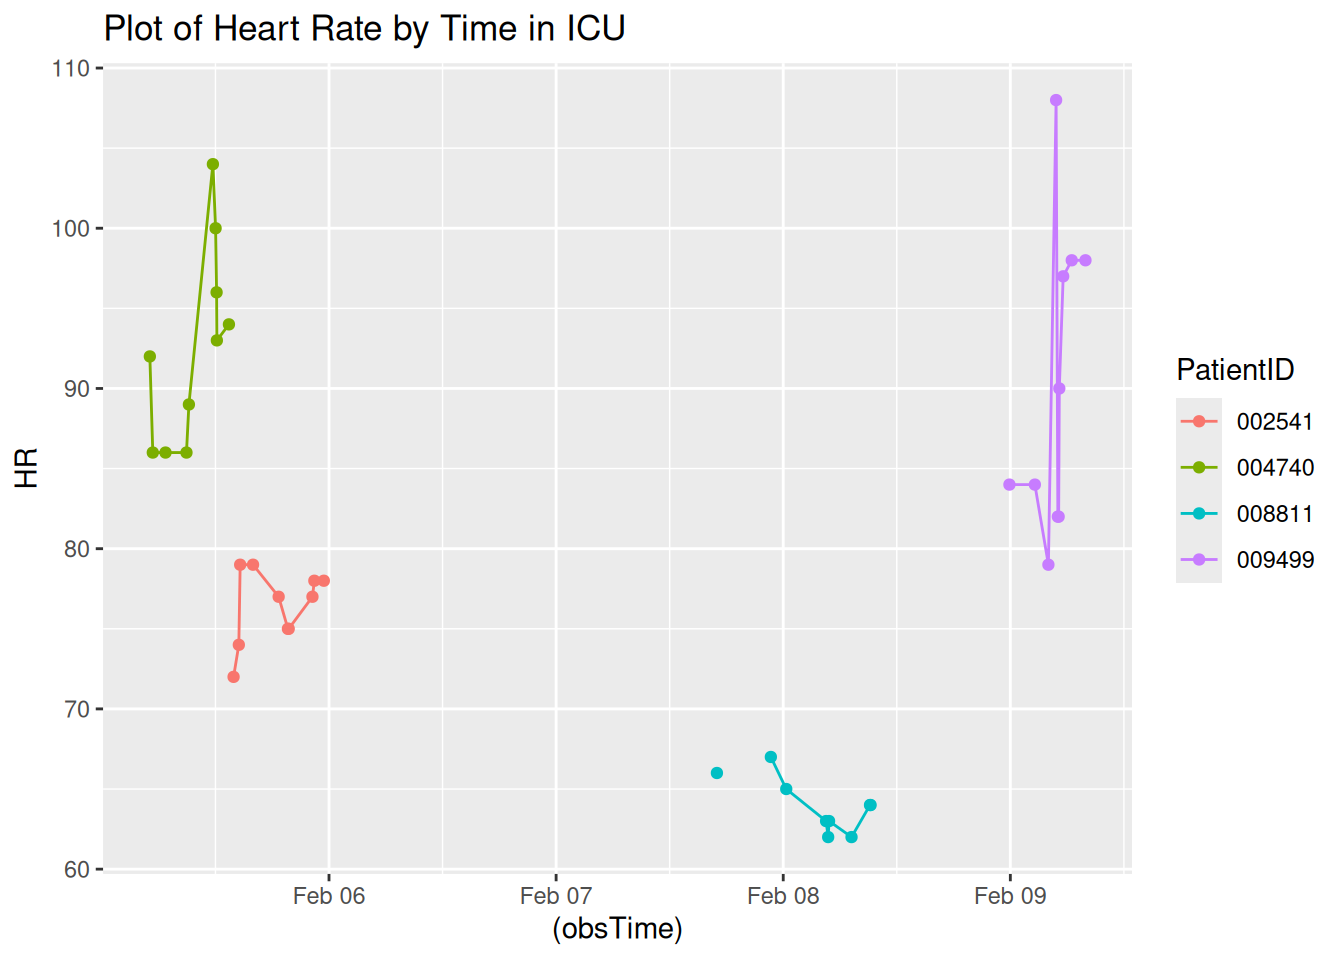 Plot of Heart Rate by Time in ICU
110
100
90
80
70
60
HR
Feb 06
Feb 07
Feb 08
Feb 09
(obsTime)
PatientID
002541
004740
008811
009499